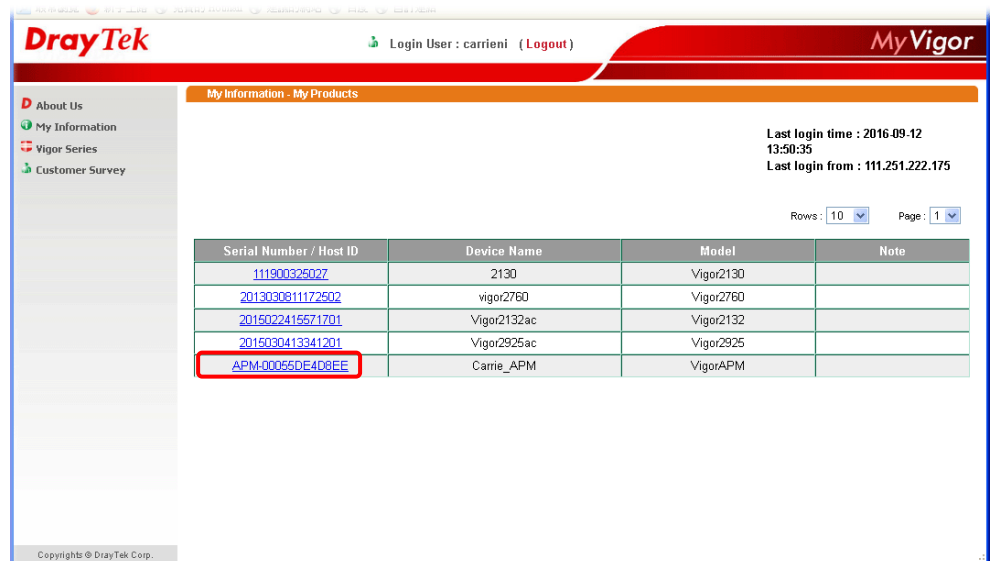 DrayTek
Login User : carrieni ( Logout )
MyVigor
About Us
My Information
Vigor Series
Customer Survey
My Information - My Products
Last login time : 2016-09-12
13:50:35
Last login from : 111.251.222.175
Rows : 10 Page : 1
Serial Number / Host ID Device Name Model Note
111900325027 2130 Vigor2130
2013030811172502 vigor2760 Vigor2760
2015022415571701 Vigor2132ac Vigor2132
2015030413341201 Vigor2925ac Vigor2925
APM-00055DE4D8EE Carrie_APM VigorAPM
Copyrights © DrayTek Corp.